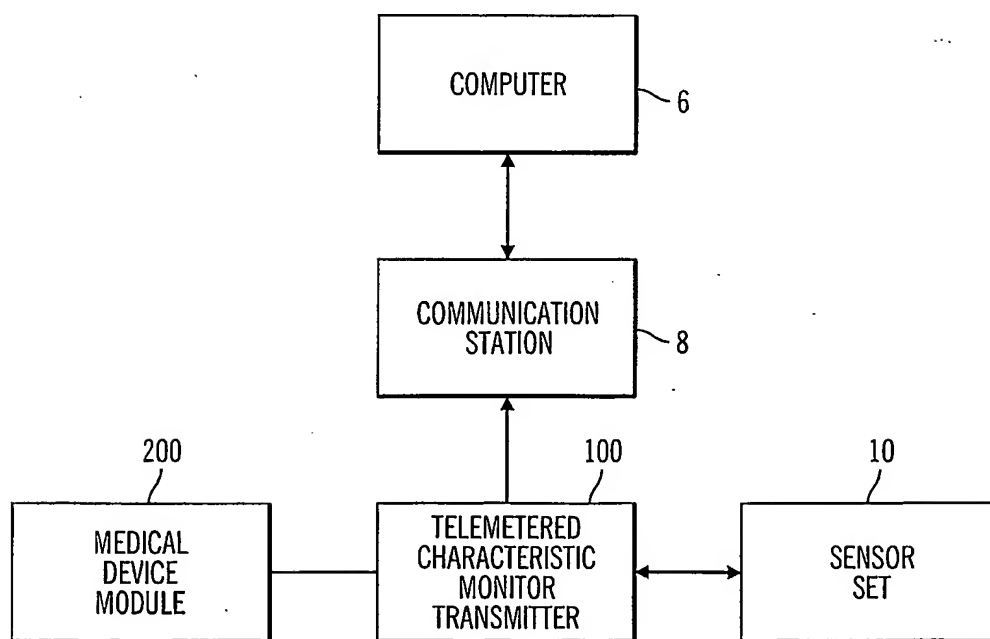 COMPUTER
6
COMMUNICATION
STATION
8
200
100
10
MEDICAL
DEVICE
MODULE
TELEMETERED
CHARACTERISTIC
MONITOR
TRANSMITTER
SENSOR
SET